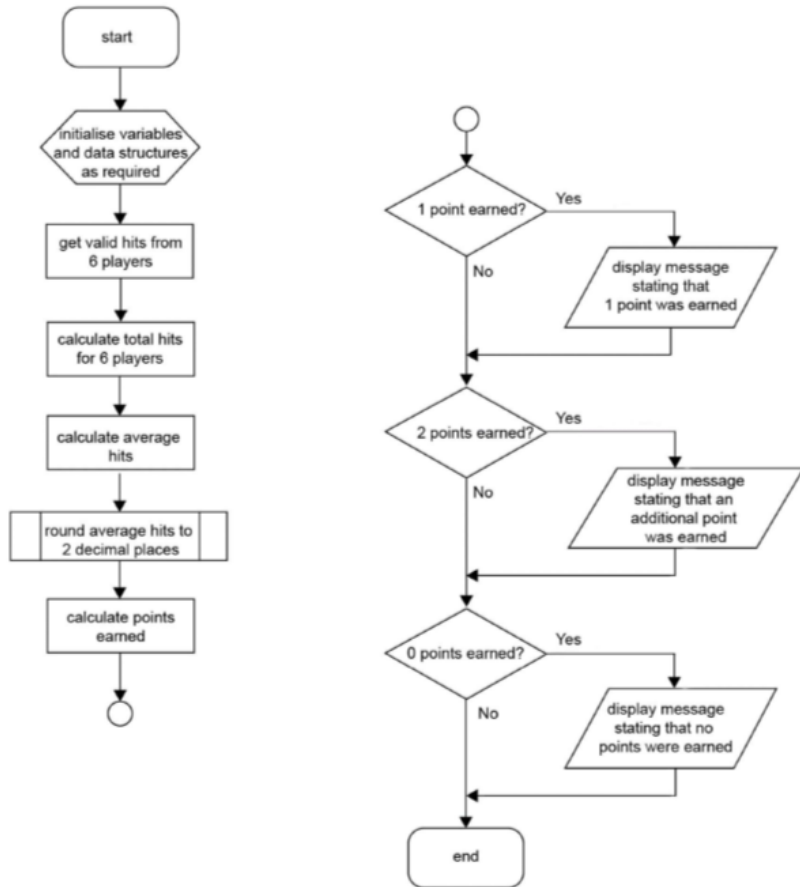 start
initialise variables
and data structures
as required
get valid hits from
6 players
calculate total hits
for 6 players
calculate average
hits
round average hits to
2 decimal places
calculate points
earned
1 point earned?
Yes
No
display message
stating that
1 point was earned
2 points earned?
Yes
No
display message
stating that an
additional point
was earned
0 points earned?
Yes
No
display message
stating that no
points were earned
end